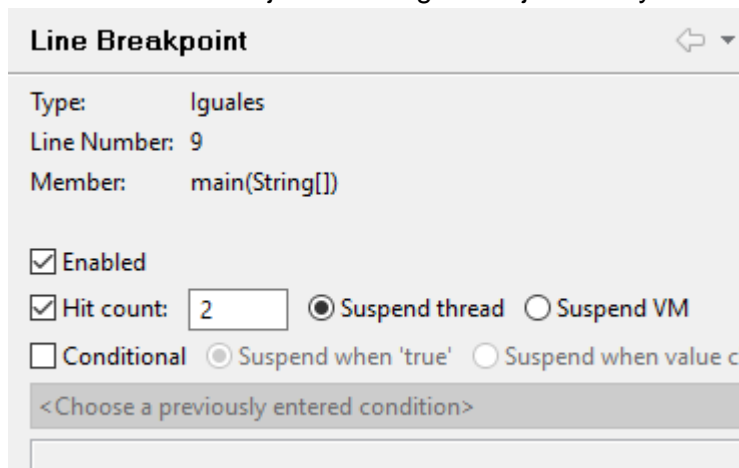 Line Breakpoint
Type: Iguales
Line Number: 9
Member: main(String[])
Enabled
Hit count: 2 Suspend thread Suspend VM
Conditional Suspend when 'true' Suspend when value c
<Choose a previously entered condition>